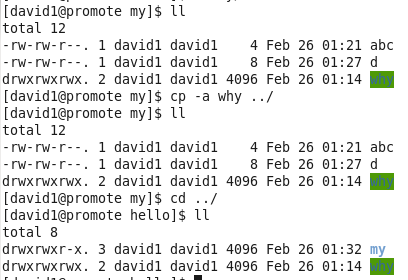 [david1@promote my]$ ll
total 12
-rw-rw-r--. 1 david1 david1    4 Feb 26 01:21 abc
-rw-rw-r--. 1 david1 david1    8 Feb 26 01:27 d
drwxrwxrwx. 2 david1 david1 4096 Feb 26 01:14 why
[david1@promote my]$ cp -a why ../
[david1@promote my]$ ll
total 12
-rw-rw-r--. 1 david1 david1    4 Feb 26 01:21 abc
-rw-rw-r--. 1 david1 david1    8 Feb 26 01:27 d
drwxrwxrwx. 2 david1 david1 4096 Feb 26 01:14 why
[david1@promote my]$ cd ../
[david1@promote hello]$ ll
total 8
drwxrwxr-x. 3 david1 david1 4096 Feb 26 01:32 my
drwxrwxrwx. 2 david1 david1 4096 Feb 26 01:14 why